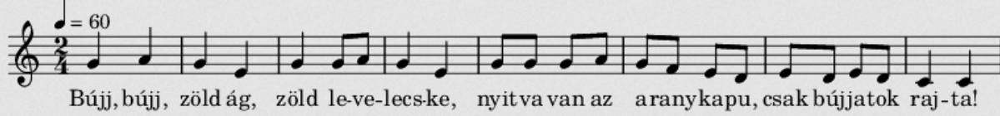 ♩ = 60
2/4
Bújj, bújj, zöld ág, zöld le-ve-lecs-ke, nyitva van az aranykapu, csak bújjatok raj-ta!